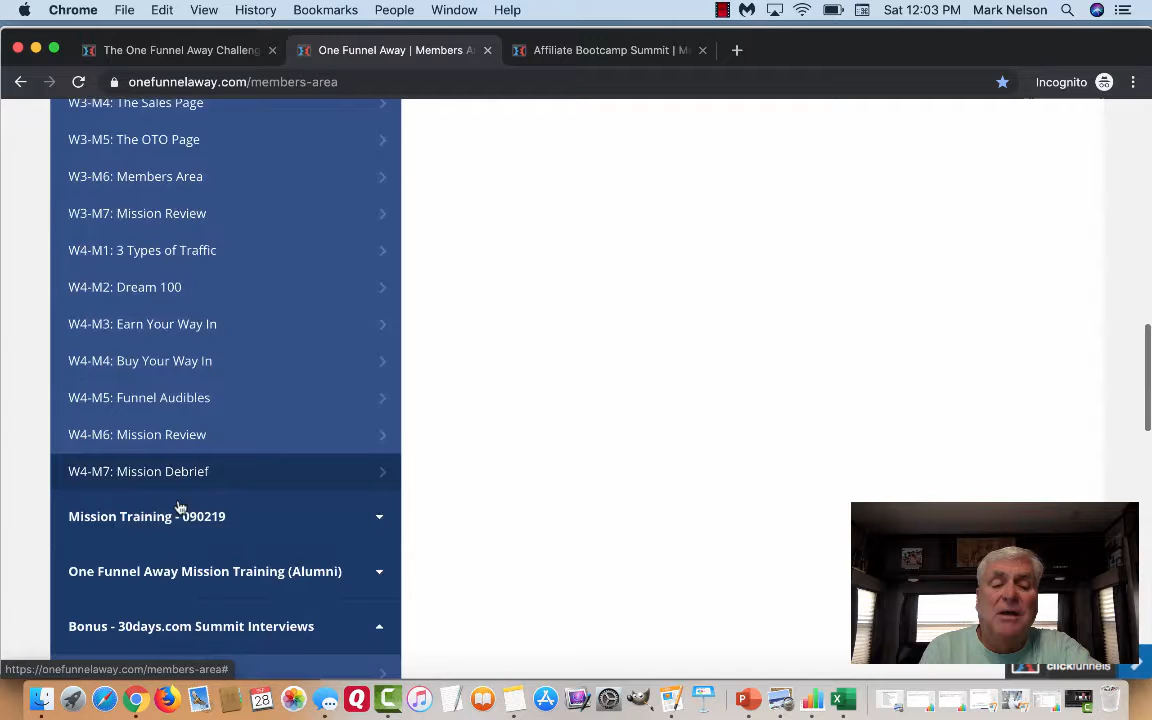 Chrome File Edit View History Bookmarks People Window Help Sat 12:03 PM Mark Nelson
The One Funnel Away Challeng
One Funnel Away | Members A
Affiliate Bootcamp Summit | M
onefunnelaway.com/members-area
Incognito
W3-M4: The Sales Page
W3-M5: The OTO Page
W3-M6: Members Area
W3-M7: Mission Review
W4-M1: 3 Types of Traffic
W4-M2: Dream 100
W4-M3: Earn Your Way In
W4-M4: Buy Your Way In
W4-M5: Funnel Audibles
W4-M6: Mission Review
W4-M7: Mission Debrief
Mission Training - 090219
One Funnel Away Mission Training (Alumni)
Bonus - 30days.com Summit Interviews
https://onefunnelaway.com/members-area#
clickfunnels
28